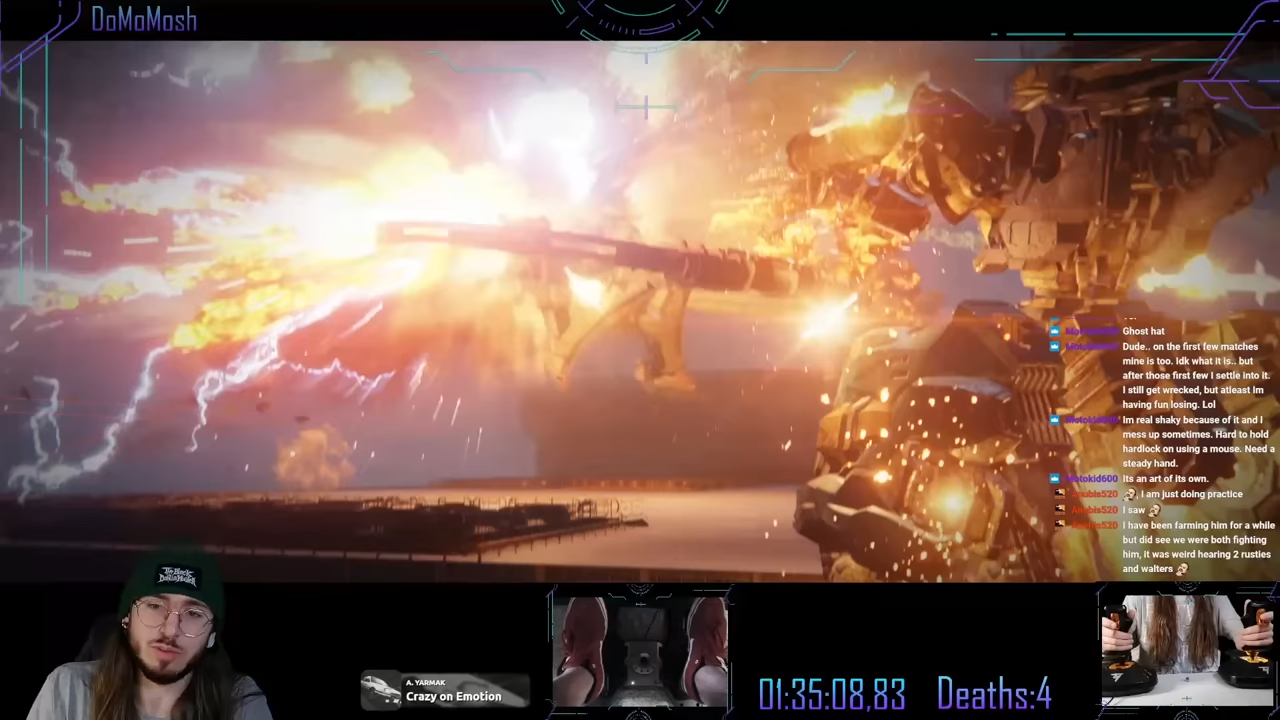 DoMoMosh
Ghost hat
Dude.. on the first few matches
mine is too. Idk what it is.. but
after those first few I settle into it.
I still get wrecked, but atleast Im
having fun losing. Lol
Im real shaky because of it and I
mess up sometimes. Hard to hold
hardlock on using a mouse. Need a
steady hand.
Motokid600 Its an art of its own.
Anubis520 , I am just doing practice
Anubis520 I saw
Anubis520 I have been farming him for a while
but did see we were both fighting
him, it was weird hearing 2 rusties
and walters
A. YARMAK
Crazy on Emotion
01:35:08,83
Deaths:4